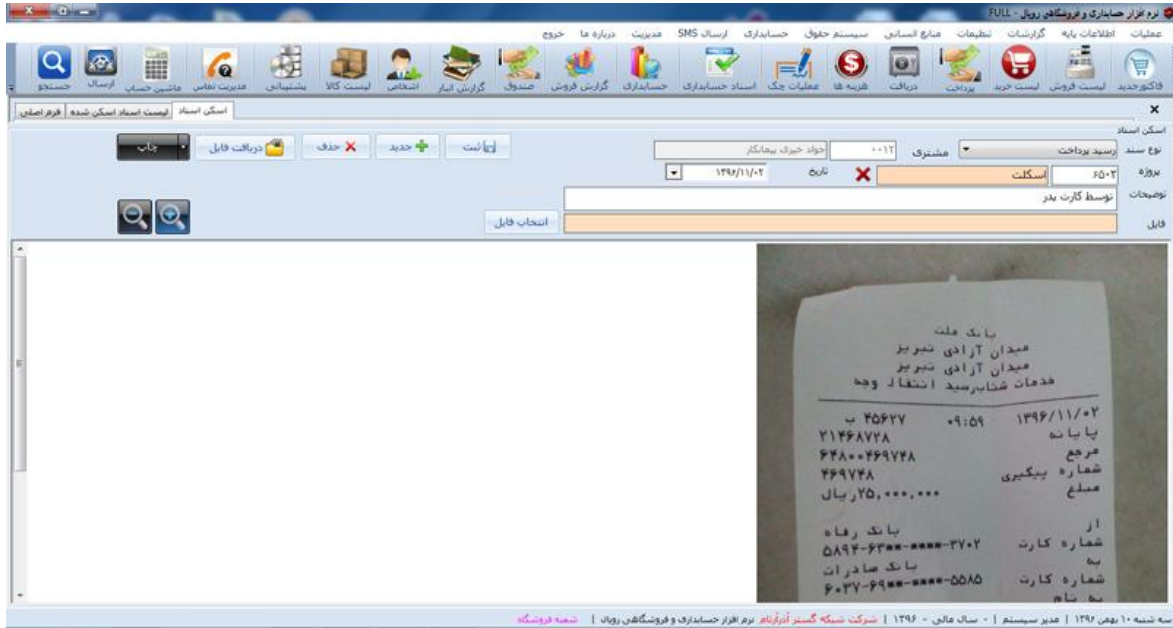 نرم افزار حسابداری و فروشگاهی رویال - FULL
عملیات اطلاعات پایه گزارشات تنظیمات منابع انسانی سیستم حقوق حسابداری ارسال SMS مدیریت درباره ما خروج
فاکتور جدید لیست فروش لیست خرید پرداخت دریافت هزینه ها عملیات چک اسناد حسابداری حسابداری گزارش فروش صندوق گزارش انبار اشخاص لیست کالا پشتیبانی مدیریت تماس ماشین حساب ارسال جستجو
اسکن اسناد لیست اسناد اسکن شده فرم اصلی
اسکن اسناد
نوع سند رسید پرداخت مشتری ۰۰۱۲ جواد خیری پیمانکار ثبت جدید حذف دریافت فایل چاپ
پروژه ۶۵۰۲ اسکلت تاریخ ۱۳۹۶/۱۱/۰۲
توضیحات توسط کارت پدر
فایل انتخاب فایل
بانک ملت
میدان آزادی تبریز
میدان آزادی تبریز
خدمات شتاب‌رسید انتقال وجه
۱۳۹۶/۱۱/۰۲ ۰۹:۵۹ ۴۵۶۲۷ ب
پایانه ۲۱۴۶۸۷۲۸
مرجع ۶۴۸۰۰۴۶۹۷۴۸
شماره پیگیری ۴۶۹۷۴۸
مبلغ ۲۵,۰۰۰,۰۰۰ریال
از بانک رفاه
شماره کارت ۵۸۹۴-۶۳**-****-۳۷۰۲
به بانک صادرات
شماره کارت ۶۰۳۷-۶۹**-****-۵۵۸۵
به نام
سه شنبه ۱۰ بهمن ۱۳۹۶ | مدیر سیستم | ۰ سال مالی - ۱۳۹۶ | شرکت شبکه گستر آذرآرتام نرم افزار حسابداری و فروشگاهی رویال | شعبه فروشگاه